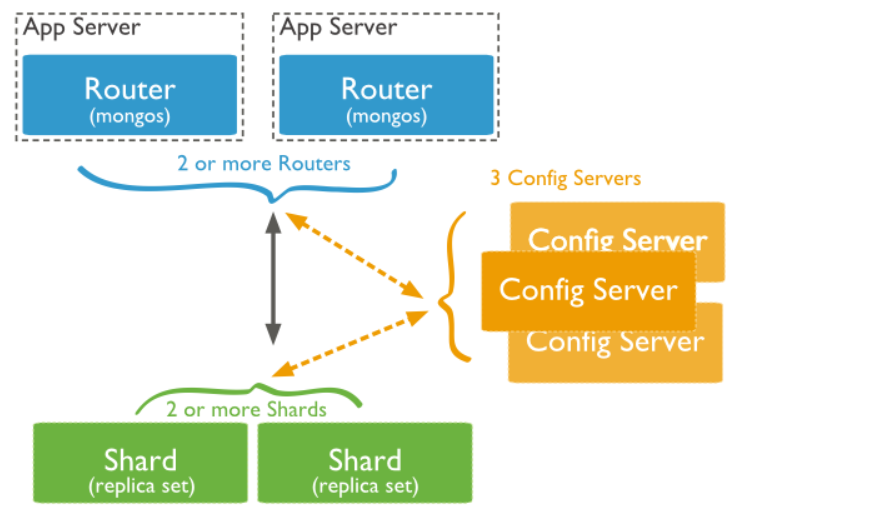 App Server
App Server
Router
(mongos)
Router
(mongos)
2 or more Routers
3 Config Servers
Config Server
Config Server
Config Server
2 or more Shards
Shard
(replica set)
Shard
(replica set)